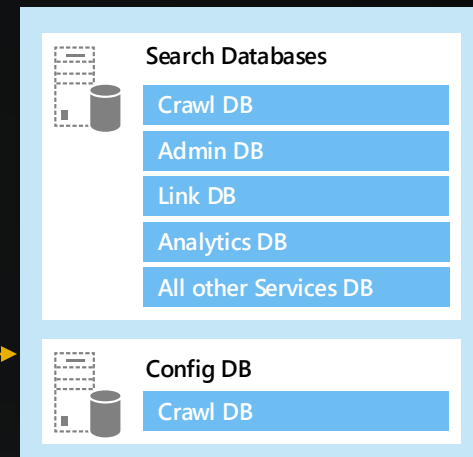 Search Databases
Crawl DB
Admin DB
Link DB
Analytics DB
All other Services DB
Config DB
Crawl DB